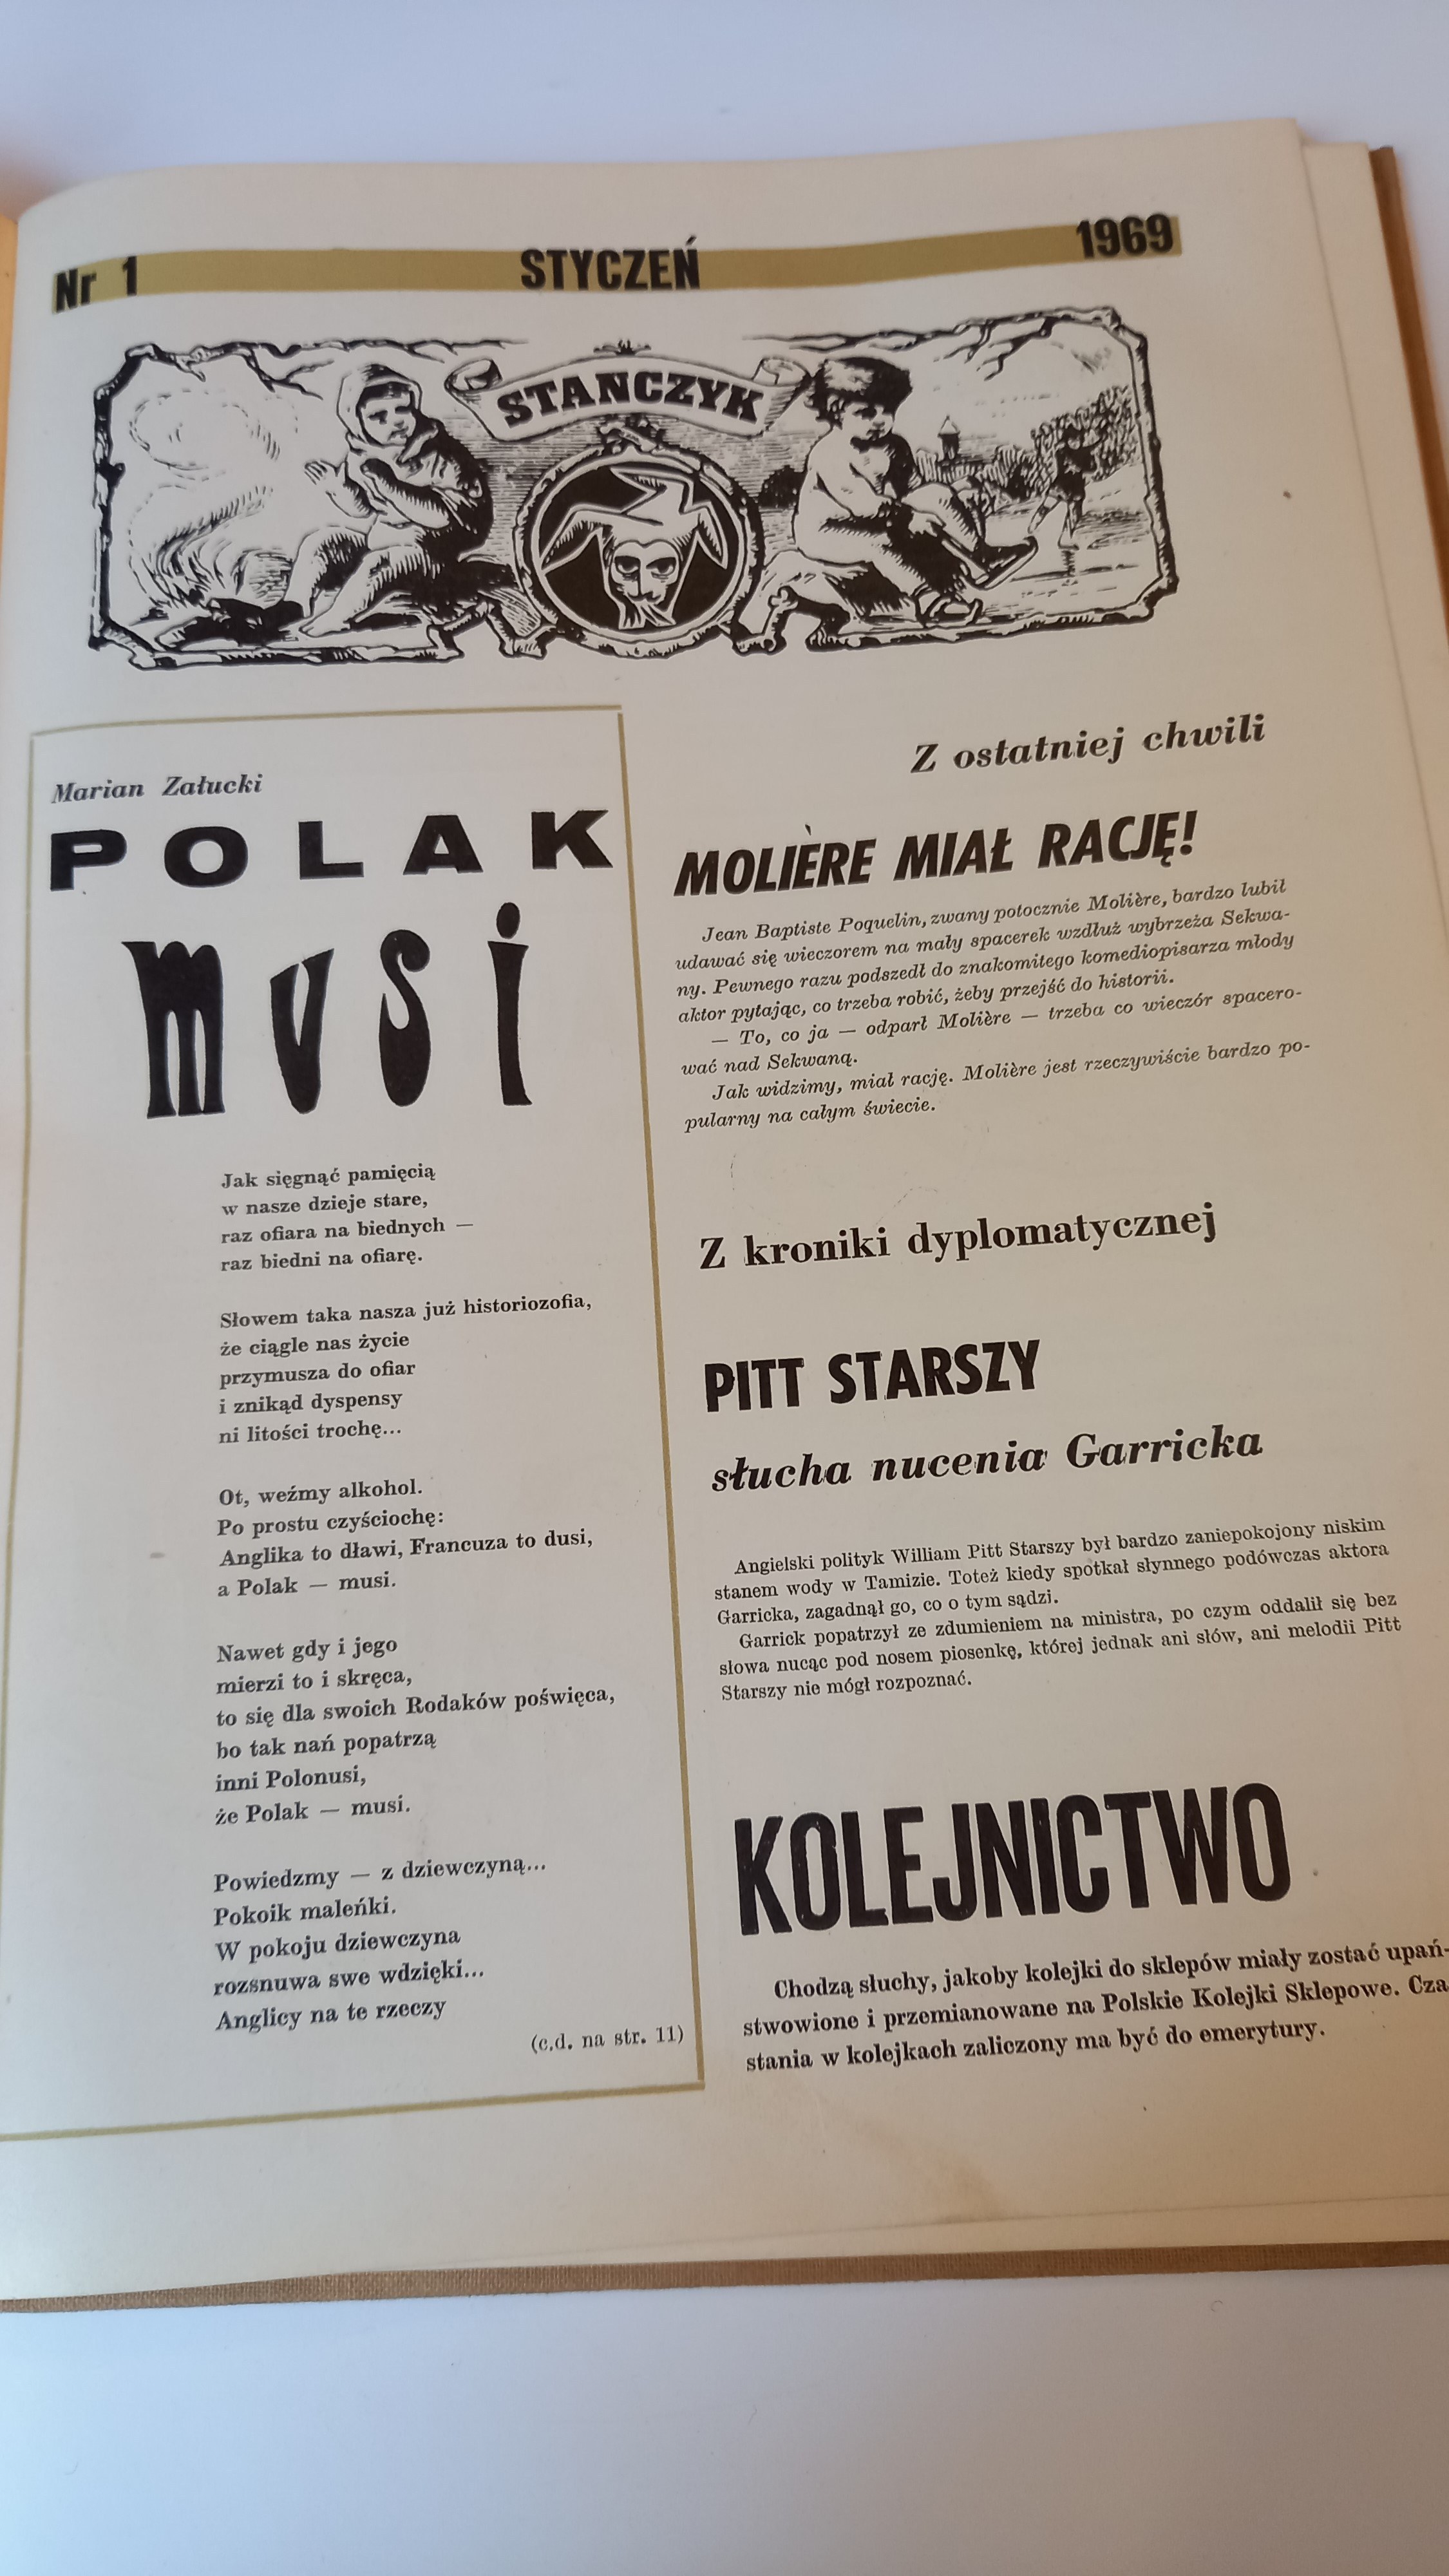 Nr 1 STYCZEŃ 1969
STAŃCZYK
Marian Załucki
POLAK
musi
Jak sięgnąć pamięcią
w nasze dzieje stare,
raz ofiara na biednych —
raz biedni na ofiarę.
Słowem taka nasza już historiozofia,
że ciągle nas życie
przymusza do ofiar
i znikąd dyspensy
ni litości trochę...
Ot, weźmy alkohol.
Po prostu czyściochę:
Anglika to dławi, Francuza to dusi,
a Polak — musi.
Nawet gdy i jego
mierzi to i skręca,
to się dla swoich Rodaków poświęca,
bo tak nań popatrzą
inni Polonusi,
że Polak — musi.
Powiedzmy — z dziewczyną...
Pokoik maleńki.
W pokoju dziewczyna
rozsnuwa swe wdzięki...
Anglicy na te rzeczy
(c.d. na str. 11)
Z ostatniej chwili
MOLIÈRE MIAŁ RACJĘ!
Jean Baptiste Poquelin, zwany potocznie Molière, bardzo lubił
udawać się wieczorem na mały spacerek wzdłuż wybrzeża Sekwa-
ny. Pewnego razu podszedł do znakomitego komediopisarza młody
aktor pytając, co trzeba robić, żeby przejść do historii.
— To, co ja — odparł Molière — trzeba co wieczór spacero-
wać nad Sekwaną.
Jak widzimy, miał rację. Molière jest rzeczywiście bardzo po-
pularny na całym świecie.
Z kroniki dyplomatycznej
PITT STARSZY
słucha nucenia Garricka
Angielski polityk William Pitt Starszy był bardzo zaniepokojony niskim
stanem wody w Tamizie. Toteż kiedy spotkał słynnego podówczas aktora
Garricka, zagadnął go, co o tym sądzi.
Garrick popatrzył ze zdumieniem na ministra, po czym oddalił się bez
słowa nucąc pod nosem piosenkę, której jednak ani słów, ani melodii Pitt
Starszy nie mógł rozpoznać.
KOLEJNICTWO
Chodzą słuchy, jakoby kolejki do sklepów miały zostać upań-
stwowione i przemianowane na Polskie Kolejki Sklepowe. Cza
stania w kolejkach zaliczony ma być do emerytury.